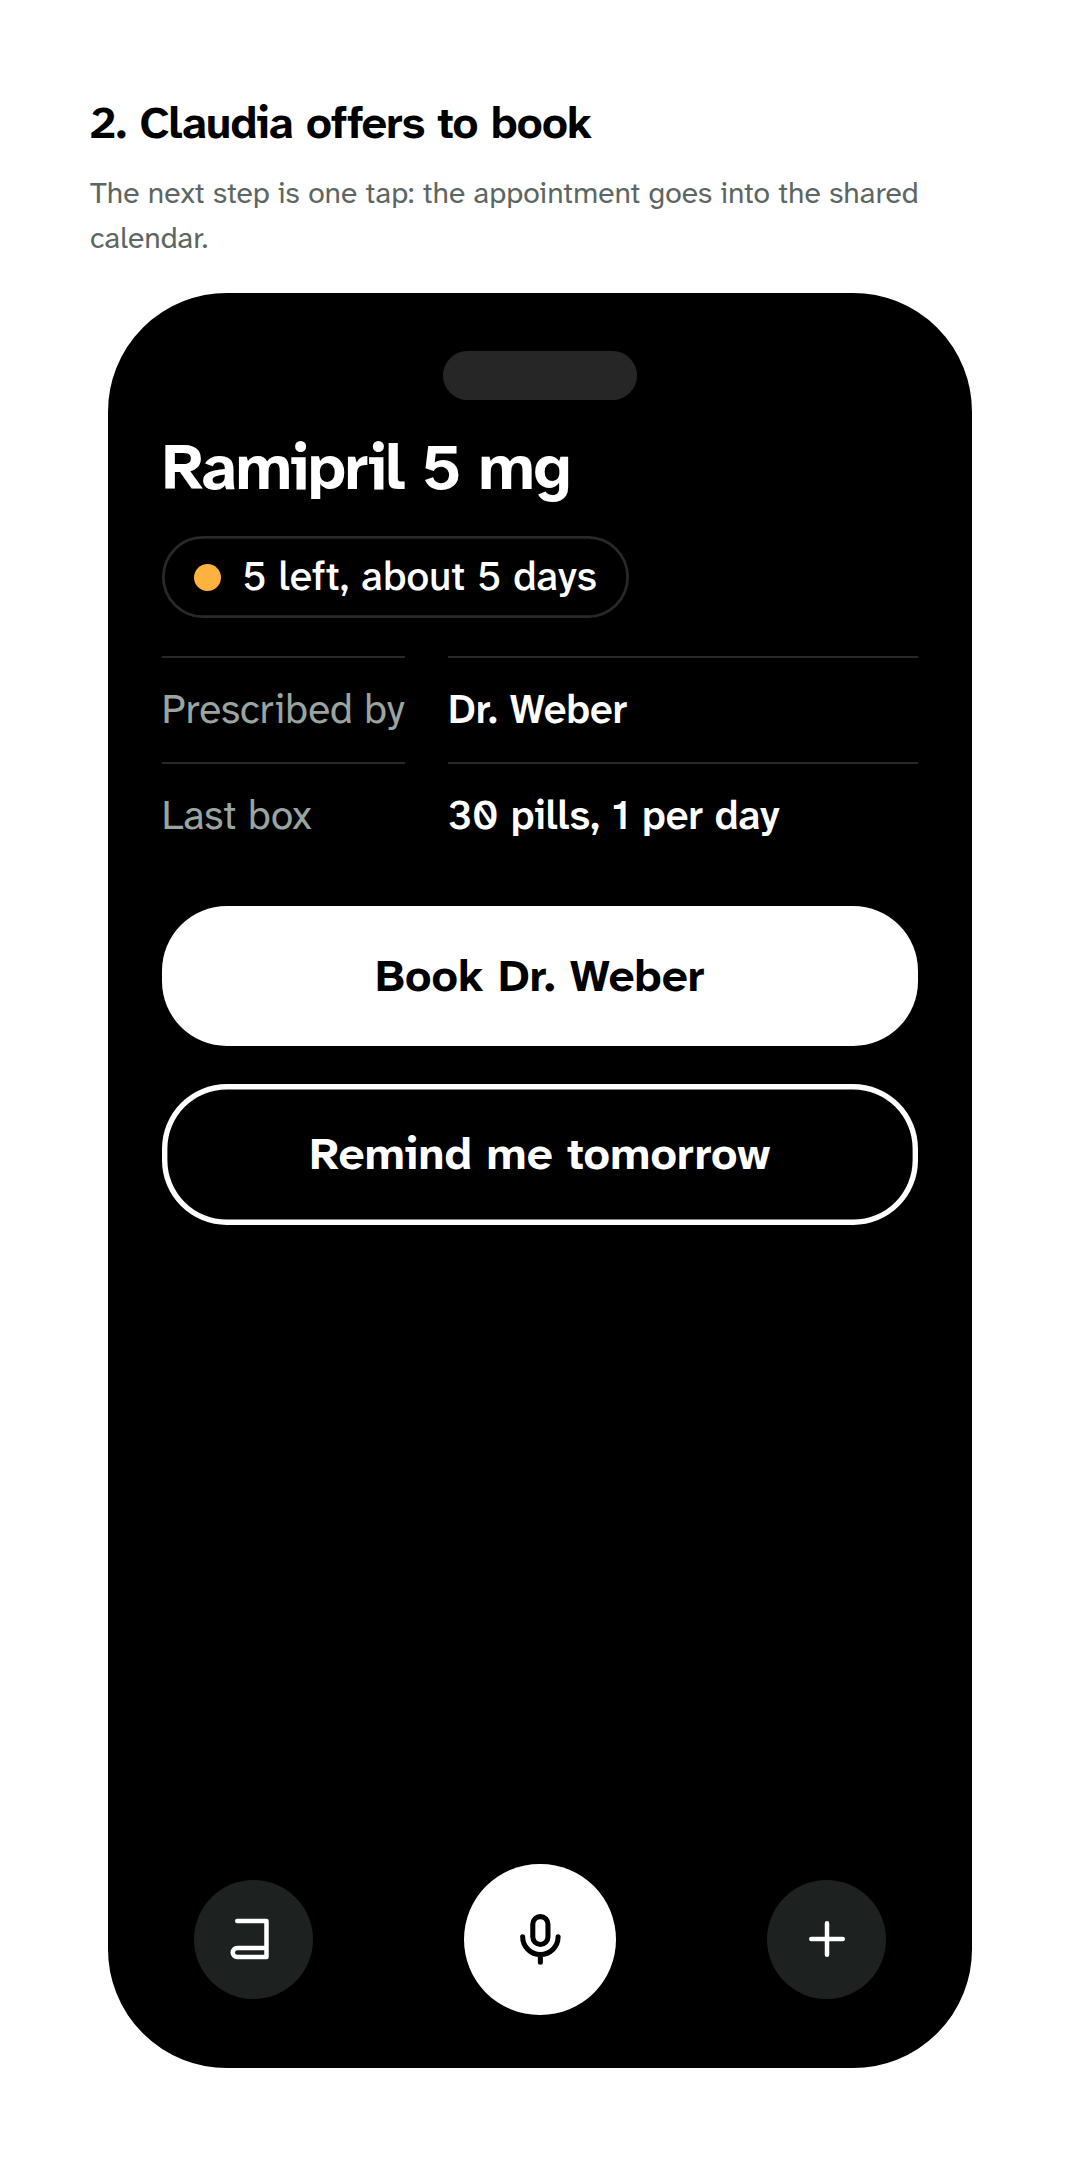 2. Claudia offers to book
The next step is one tap: the appointment goes into the shared
calendar.
Ramipril 5 mg
5 left, about 5 days
Prescribed by Dr. Weber
Last box 30 pills, 1 per day
Book Dr. Weber
Remind me tomorrow